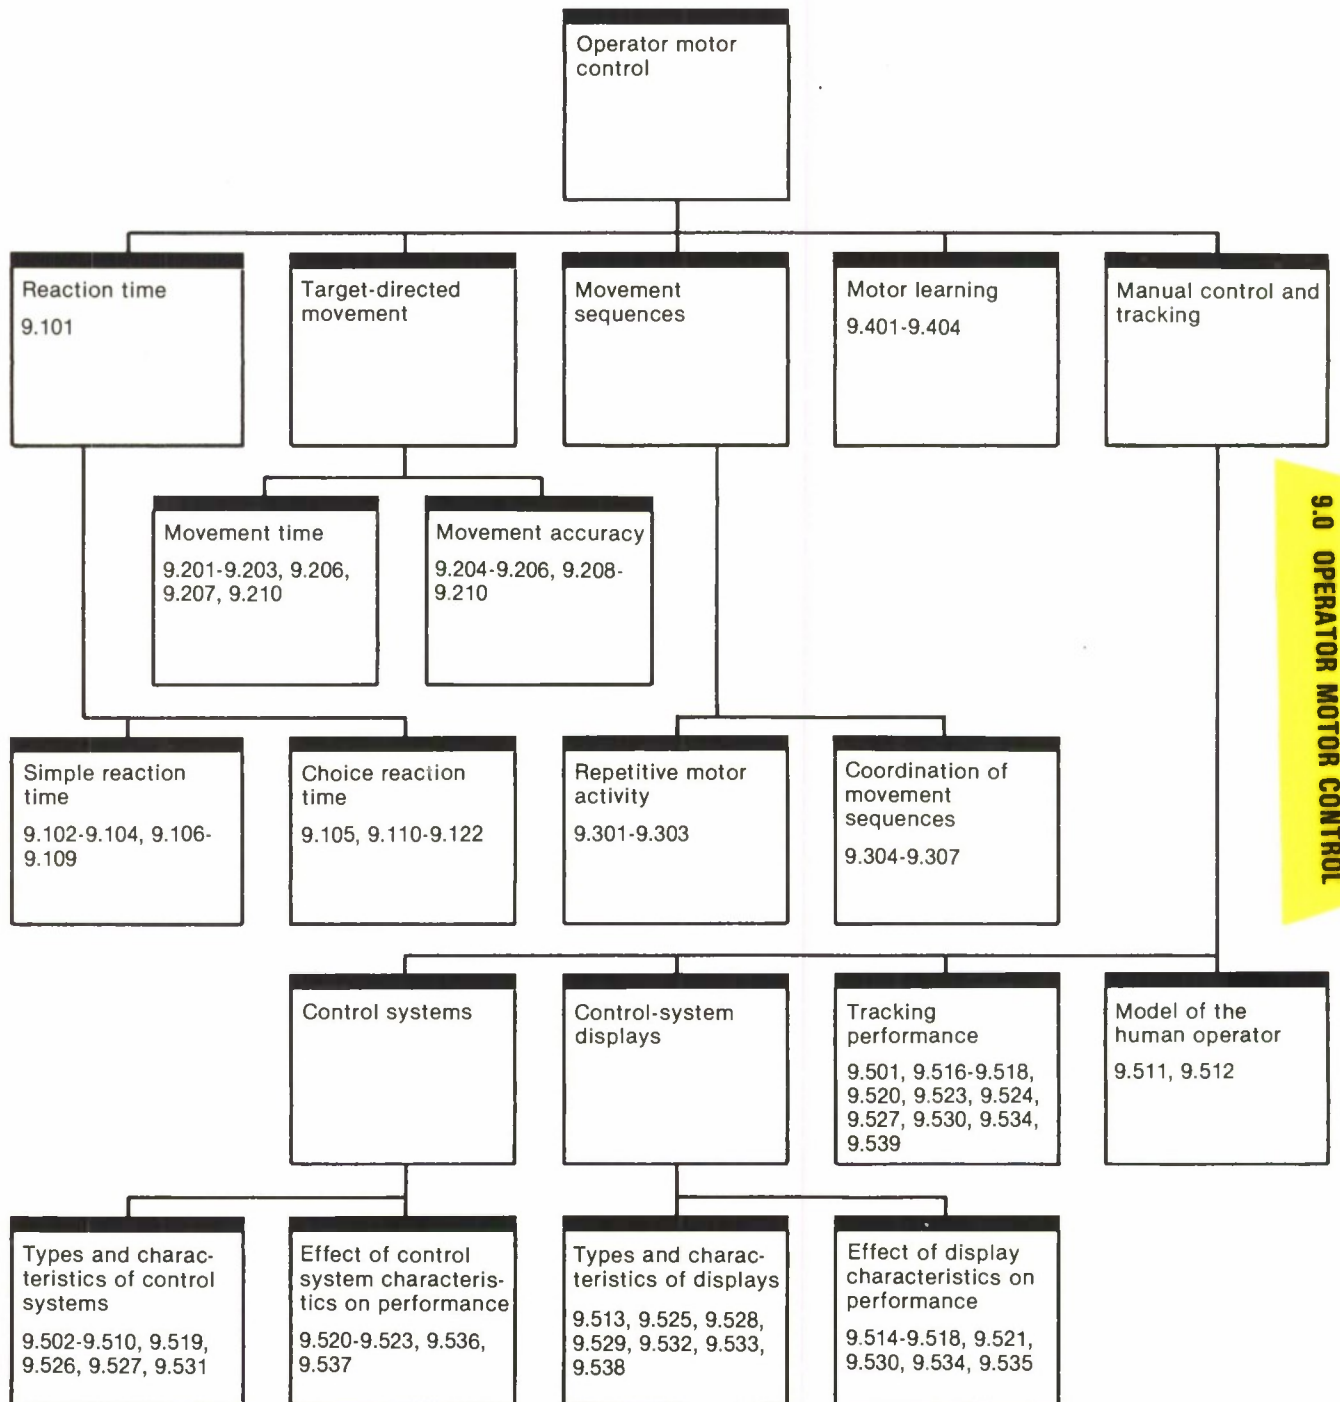 Operator motor
control
Reaction time
9.101
Target-directed
movement
Movement
sequences
Motor learning
9.401-9.404
Manual control and
tracking
Movement time
9.201-9.203, 9.206,
9.207, 9.210
Movement accuracy
9.204-9.206, 9.208-
9.210
9.0 OPERATOR MOTOR CONTROL
Simple reaction
time
9.102-9.104, 9.106-
9.109
Choice reaction
time
9.105, 9.110-9.122
Repetitive motor
activity
9.301-9.303
Coordination of
movement
sequences
9.304-9.307
Control systems
Control-system
displays
Tracking
performance
9.501, 9.516-9.518,
9.520, 9.523, 9.524,
9.527, 9.530, 9.534,
9.539
Model of the
human operator
9.511, 9.512
Types and charac-
teristics of control
systems
9.502-9.510, 9.519,
9.526, 9.527, 9.531
Effect of control
system characteris-
tics on performance
9.520-9.523, 9.536,
9.537
Types and charac-
teristics of displays
9.513, 9.525, 9.528,
9.529, 9.532, 9.533,
9.538
Effect of display
characteristics on
performance
9.514-9.518, 9.521,
9.530, 9.534, 9.535